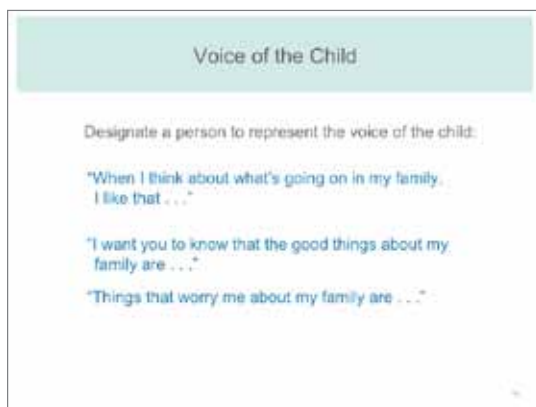 Voice of the Child
Designate a person to represent the voice of the child:
"When I think about what's going on in my family,
I like that . . ."
"I want you to know that the good things about my
family are . . ."
"Things that worry me about my family are . . ."